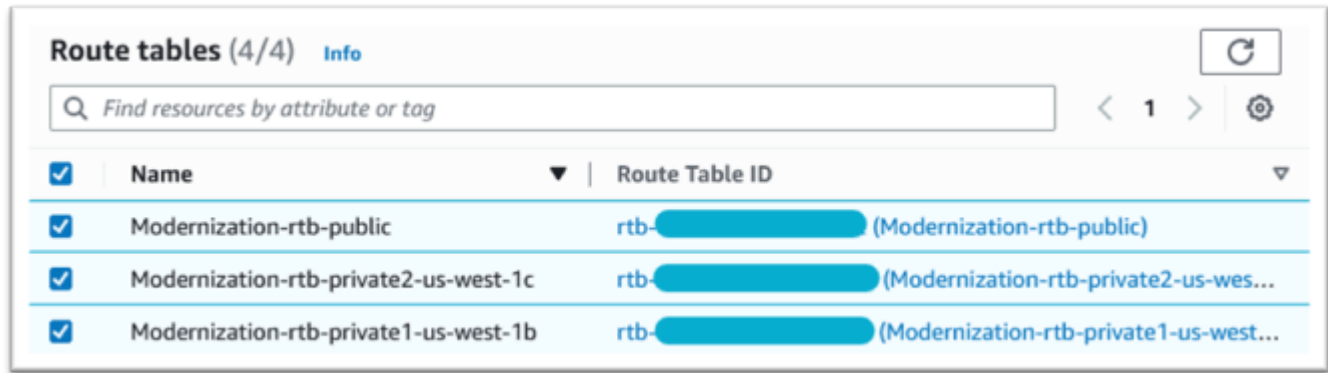 Route tables (4/4) Info
Find resources by attribute or tag
1
Name Route Table ID
Modernization-rtb-public rtb- (Modernization-rtb-public)
Modernization-rtb-private2-us-west-1c rtb- (Modernization-rtb-private2-us-wes...
Modernization-rtb-private1-us-west-1b rtb- (Modernization-rtb-private1-us-west...